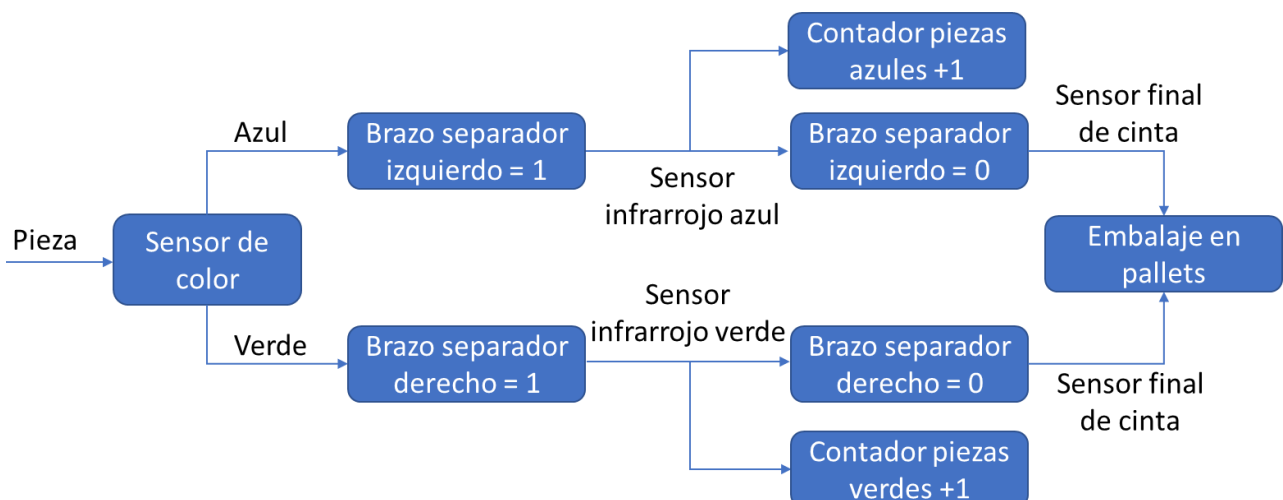 Contador piezas
azules +1
Sensor final
de cinta
Azul
Brazo separador
izquierdo = 1
Brazo separador
izquierdo = 0
Sensor
infrarrojo azul
Pieza
Sensor de
color
Embalaje en
pallets
Sensor
infrarrojo verde
Verde
Brazo separador
derecho = 1
Brazo separador
derecho = 0
Sensor final
de cinta
Contador piezas
verdes +1